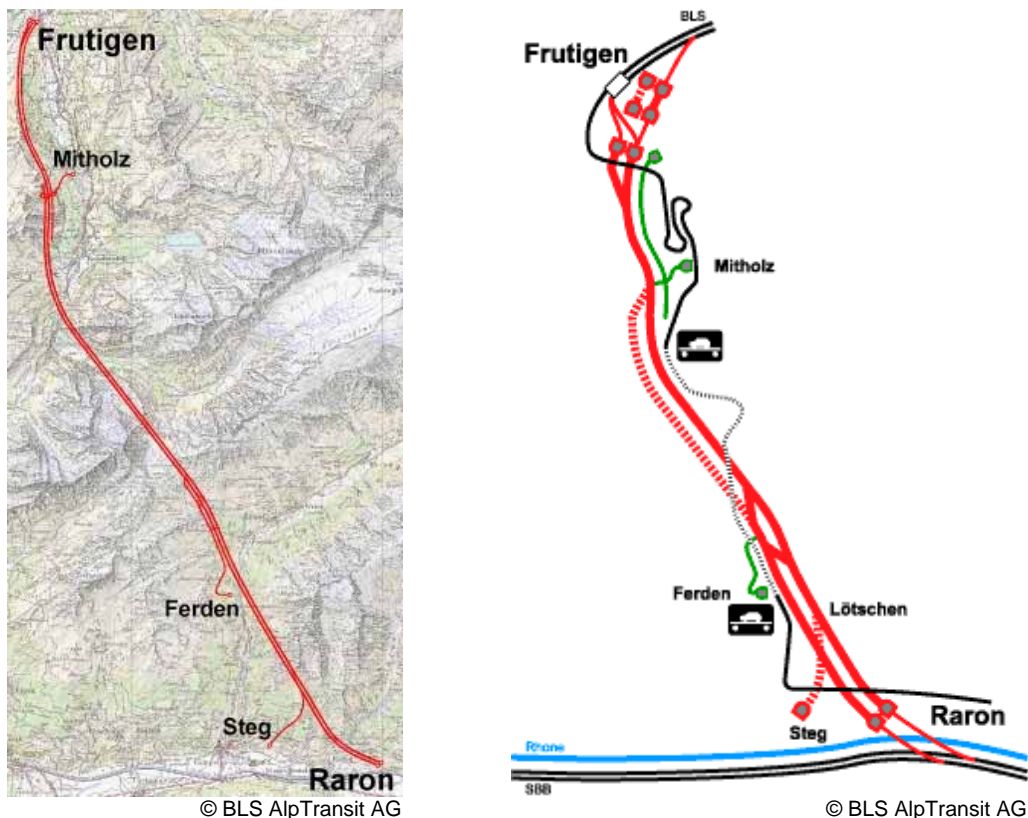 Frutigen
Mitholz
Ferden
Steg
Raron
© BLS AlpTransit AG
BLS
Frutigen
Mitholz
Ferden
Lötschen
Raron
Steg
Rhone
SBB
© BLS AlpTransit AG